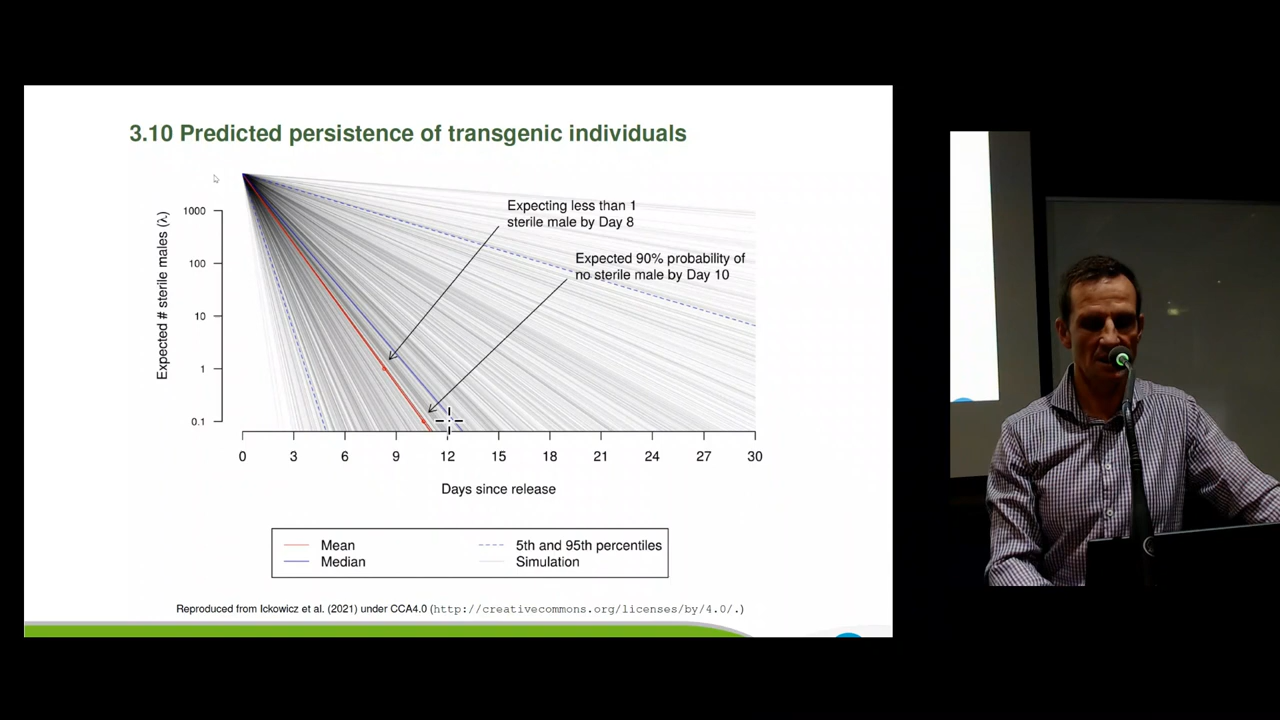 3.10 Predicted persistence of transgenic individuals
Expected # sterile males (λ)
1000
100
10
1
0.1
Expecting less than 1
sterile male by Day 8
Expected 90% probability of
no sterile male by Day 10
0 3 6 9 12 15 18 21 24 27 30
Days since release
Mean
Median
5th and 95th percentiles
Simulation
Reproduced from Ickowicz et al. (2021) under CCA4.0 (http://creativecommons.org/licenses/by/4.0/.)